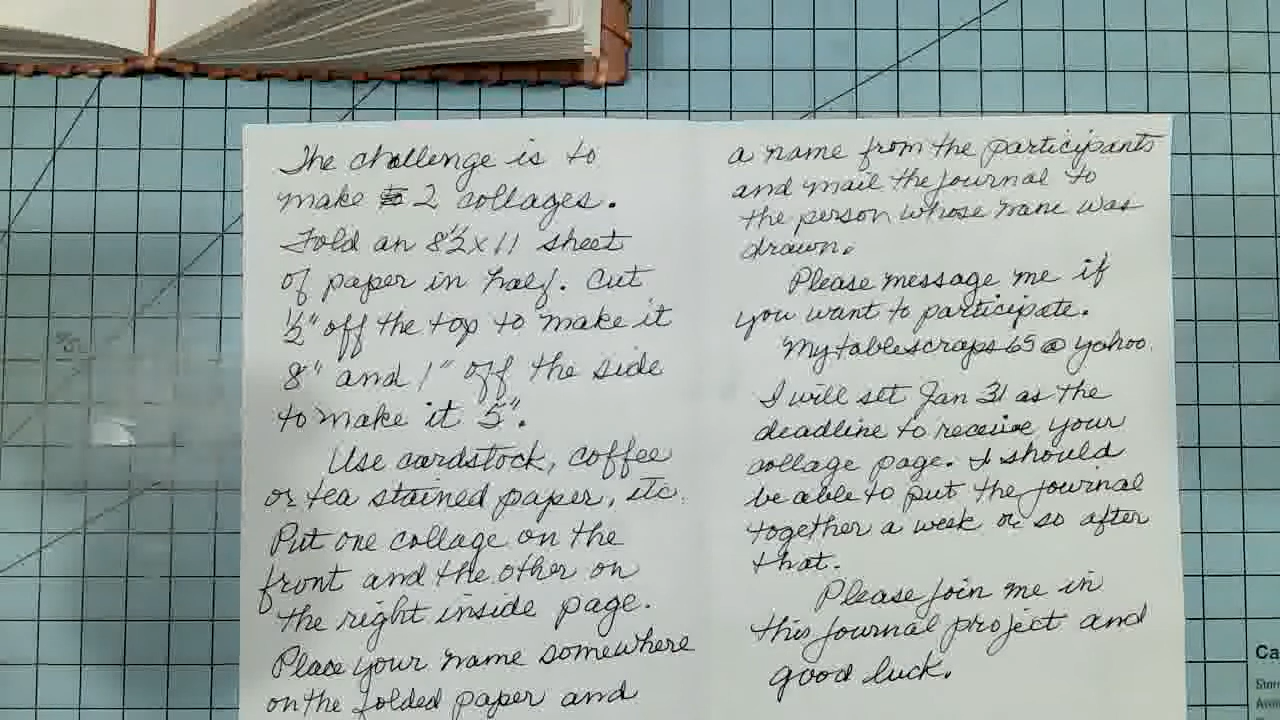 The challenge is to
make 2 collages.
Fold an 8½x11 sheet
of paper in half. Cut
½" off the top to make it
8" and 1" off the side
to make it 5".
Use cardstock, coffee
or tea stained paper, etc.
Put one collage on the
front and the other on
the right inside page.
Place your name somewhere
on the folded paper and
a name from the participants
and mail the journal to
the person whose name was
drawn.
Please message me if
you want to participate.
Mytablescraps65@yahoo.
I will set Jan 31 as the
deadline to receive your
collage page. I should
be able to put the journal
together a week or so after
that.
Please join me in
this journal project and
good luck.
Ca